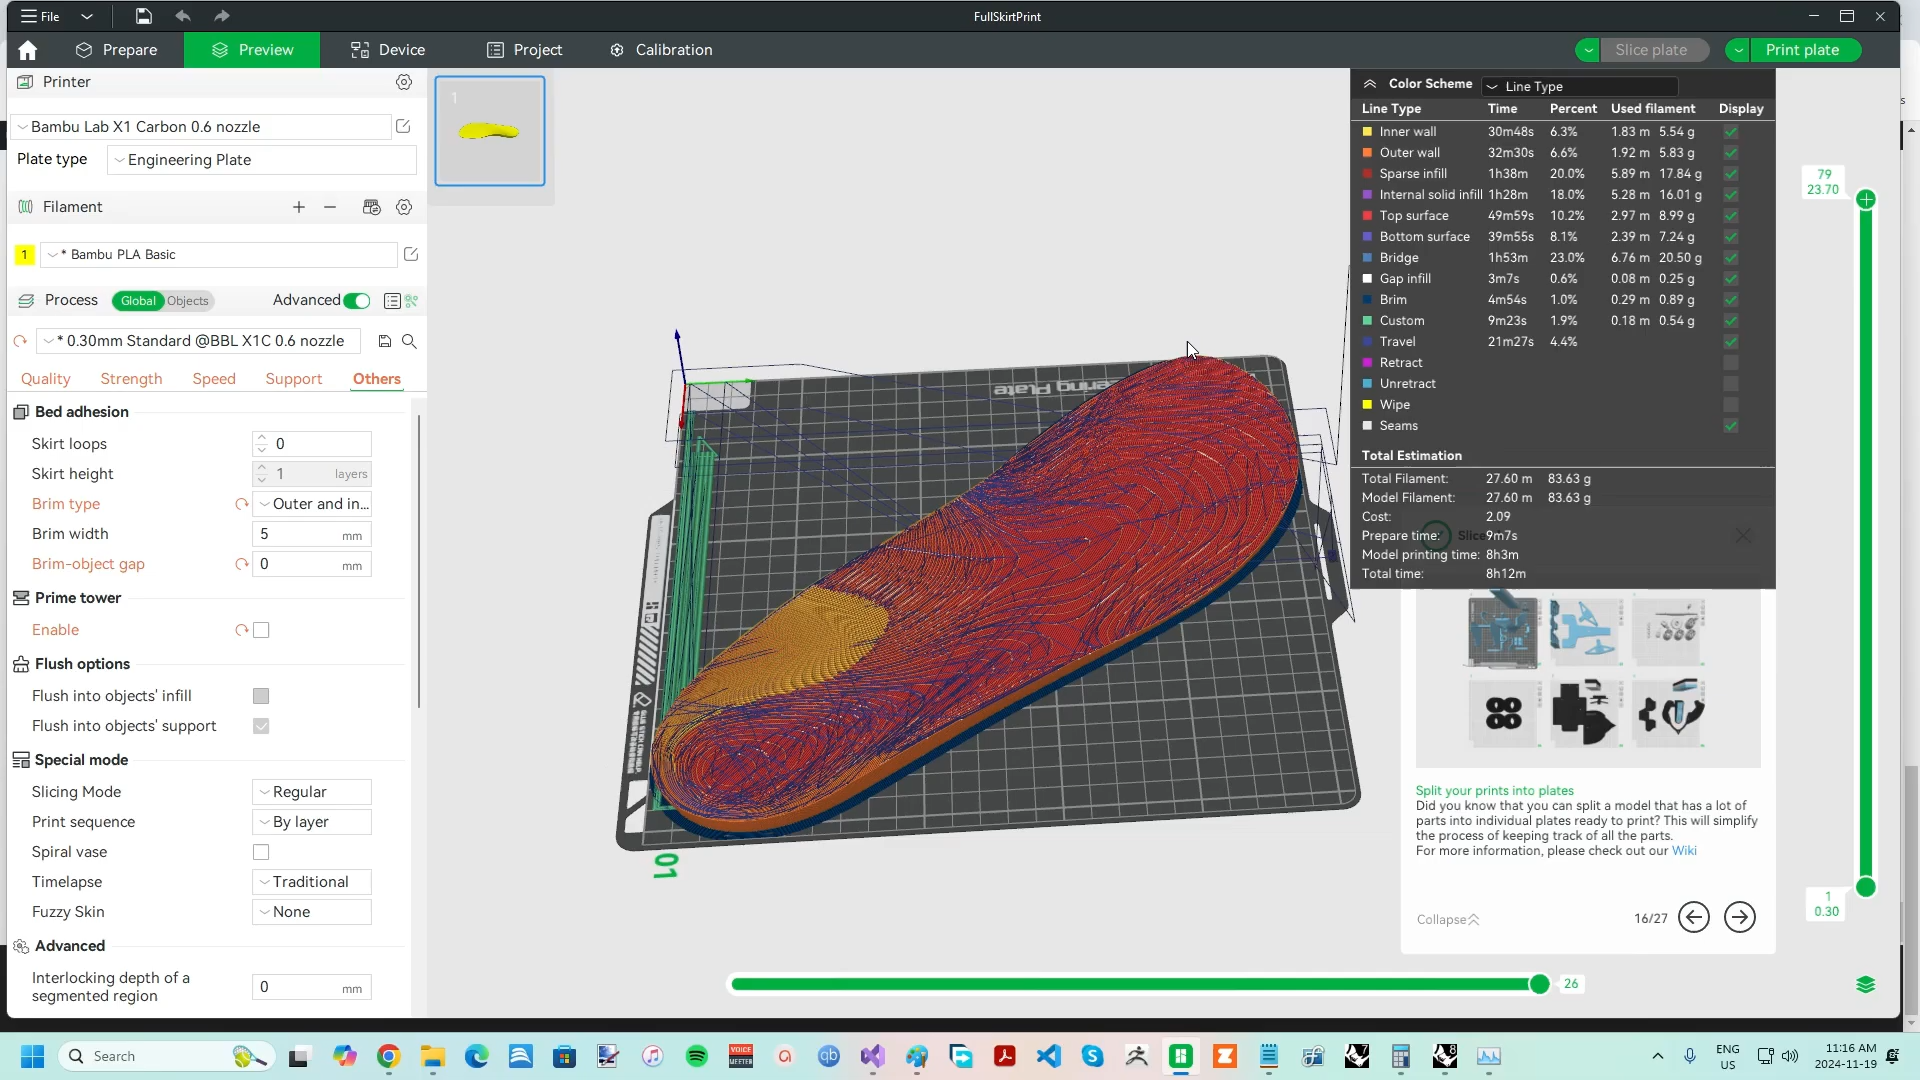 File
FullSkirtPrint
Prepare
Preview
Device
Project
Calibration
Slice plate
Print plate
Printer
Bambu Lab X1 Carbon 0.6 nozzle
Plate type
Engineering Plate
Filament
1
* Bambu PLA Basic
Process
Global
Objects
Advanced
* 0.30mm Standard @BBL X1C 0.6 nozzle
Quality
Strength
Speed
Support
Others
Bed adhesion
Skirt loops
0
Skirt height
1 layers
Brim type
Outer and in...
Brim width
5 mm
Brim-object gap
0 mm
Prime tower
Enable
Flush options
Flush into objects' infill
Flush into objects' support
Special mode
Slicing Mode
Regular
Print sequence
By layer
Spiral vase
Timelapse
Traditional
Fuzzy Skin
None
Advanced
Interlocking depth of a
segmented region
0 mm
1
ering Plate
01
Color Scheme Line Type
Line Type Time Percent Used filament Display
Inner wall 30m48s 6.3% 1.83 m 5.54 g
Outer wall 32m30s 6.6% 1.92 m 5.83 g
Sparse infill 1h38m 20.0% 5.89 m 17.84 g
Internal solid infill 1h28m 18.0% 5.28 m 16.01 g
Top surface 49m59s 10.2% 2.97 m 8.99 g
Bottom surface 39m55s 8.1% 2.39 m 7.24 g
Bridge 1h53m 23.0% 6.76 m 20.50 g
Gap infill 3m7s 0.6% 0.08 m 0.25 g
Brim 4m54s 1.0% 0.29 m 0.89 g
Custom 9m23s 1.9% 0.18 m 0.54 g
Travel 21m27s 4.4%
Retract
Unretract
Wipe
Seams
Total Estimation
Total Filament: 27.60 m 83.63 g
Model Filament: 27.60 m 83.63 g
Cost: 2.09
Prepare time: 9m7s
Model printing time: 8h3m
Total time: 8h12m
Split your prints into plates
Did you know that you can split a model that has a lot of
parts into individual plates ready to print? This will simplify
the process of keeping track of all the parts.
For more information, please check out our Wiki
Collapse
16/27
79
23.70
1
0.30
26
Search
VOICE
MEETER
qb
7
8
ENG
US
11:16 AM
2024-11-19